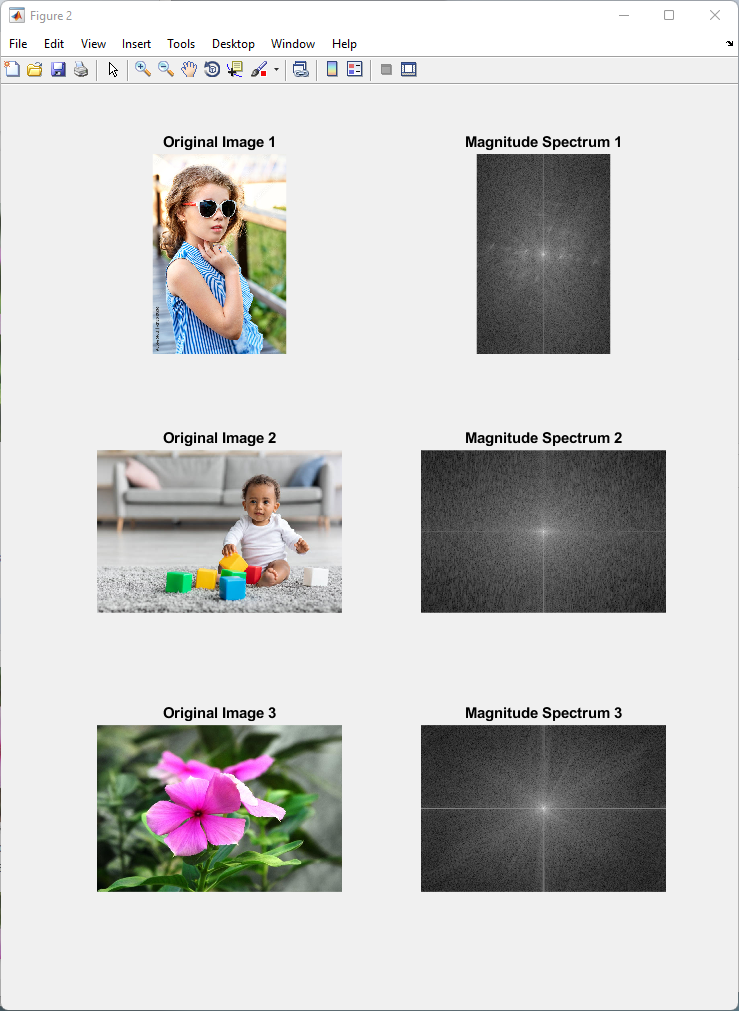 Figure 2
File Edit View Insert Tools Desktop Window Help
Original Image 1
Magnitude Spectrum 1
Original Image 2
Magnitude Spectrum 2
Original Image 3
Magnitude Spectrum 3